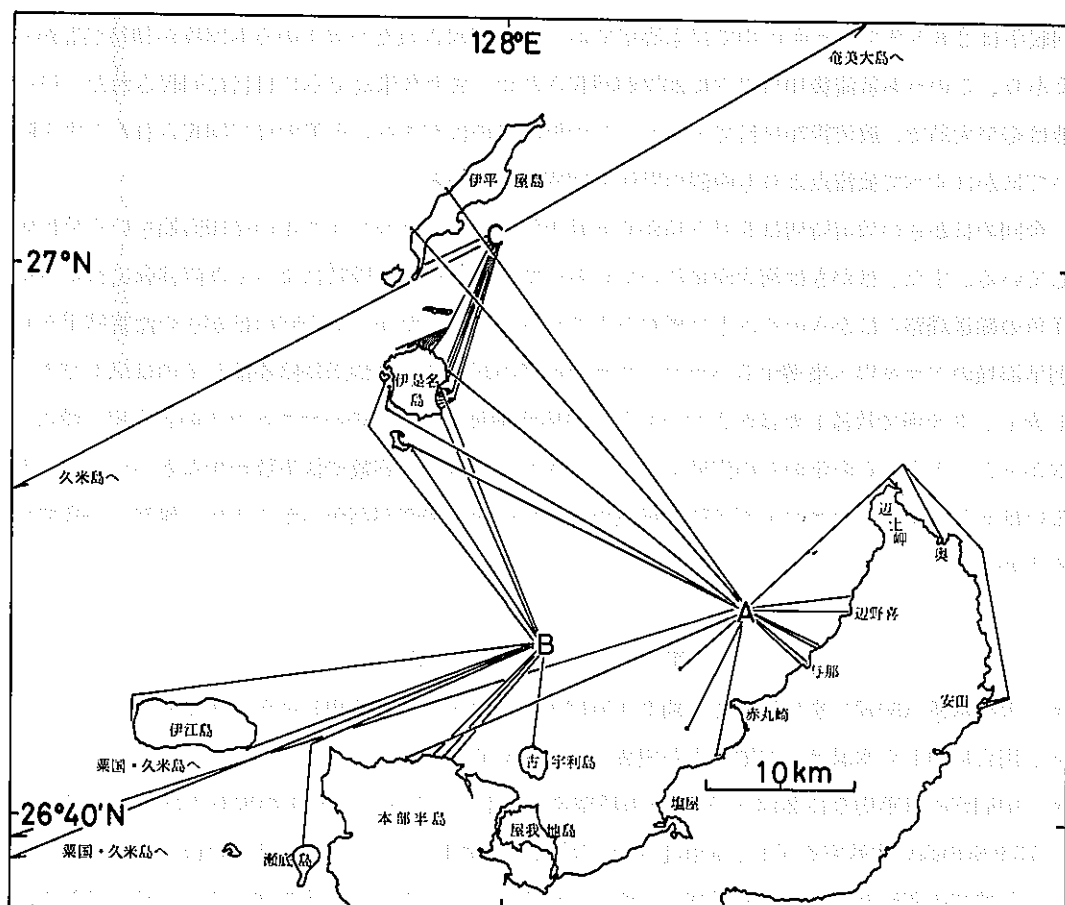 128°E
奄美大島へ
伊平屋島
27°N
C
伊是名島
久米島へ
辺土岬
奥
A
辺野喜
B
与那
安田
赤丸崎
伊江島
粟国・久米島へ
古宇利島
10km
26°40'N
本部半島
屋我地島
塩屋
粟国・久米島へ
瀬底島